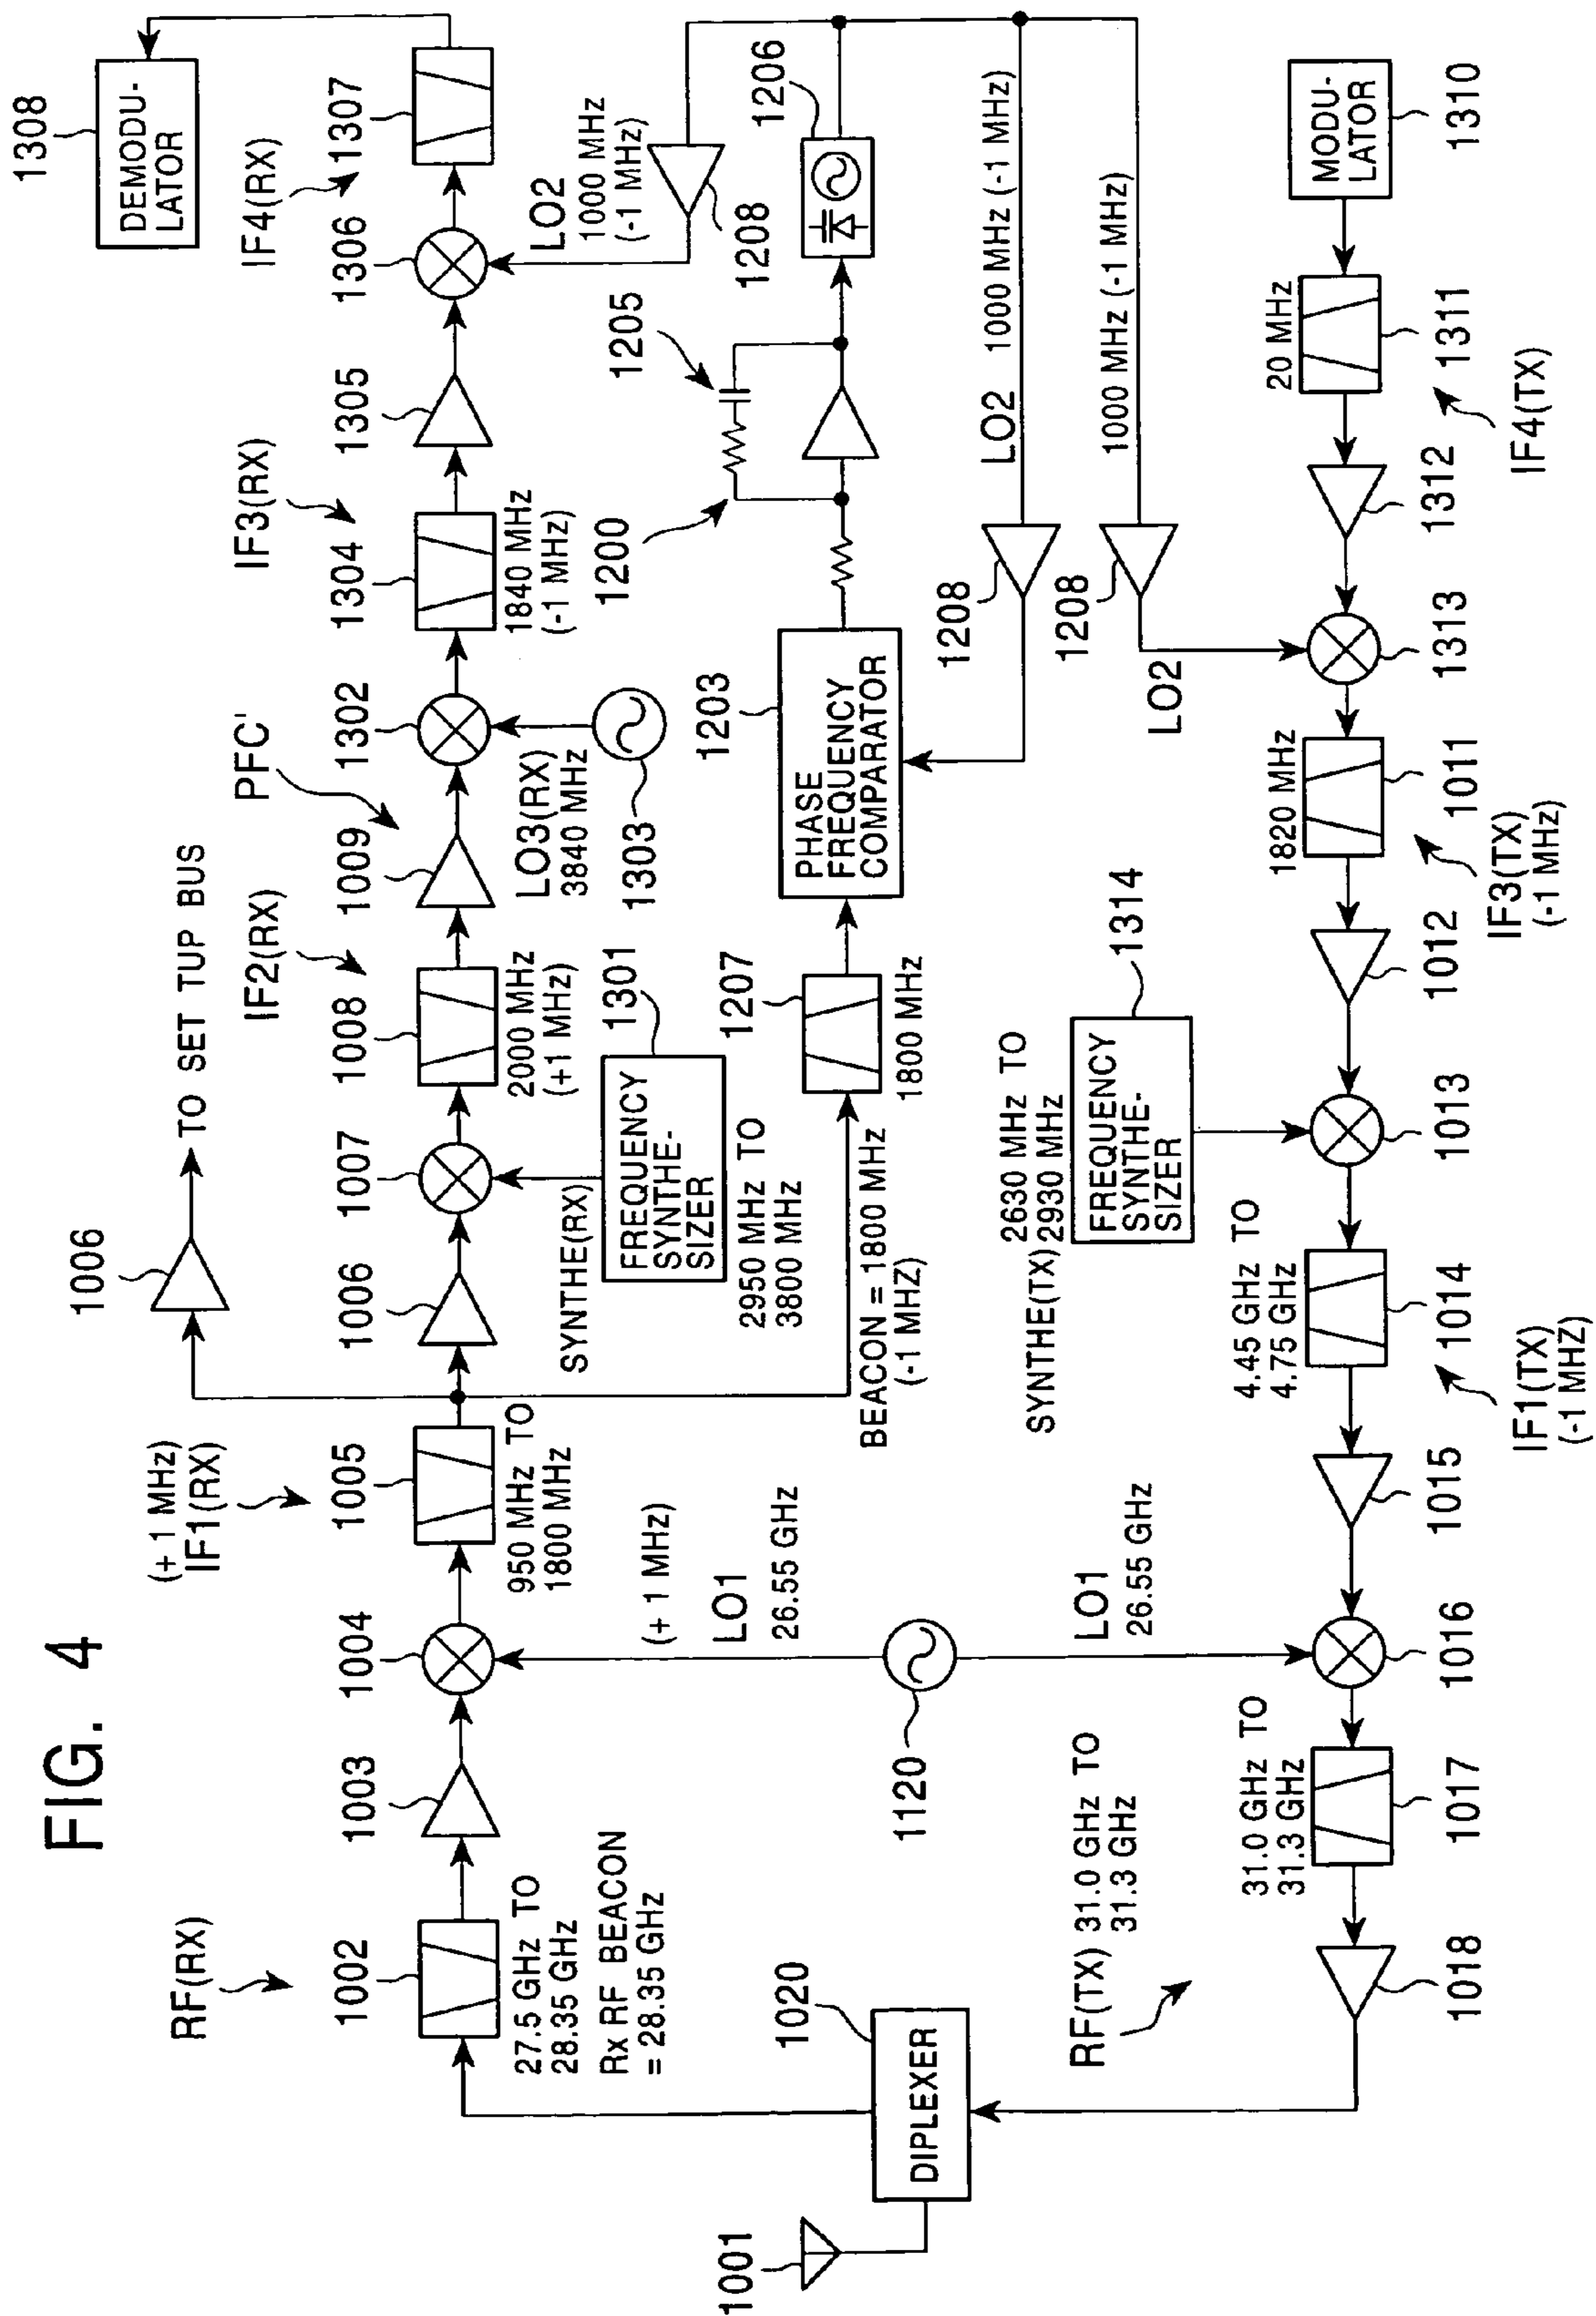 FIG. 4
1308
DEMODU-
LATOR
1307
IF4(RX)
1306
LO2
1000 MHz
(-1 MHz)
1208
1206
1305
IF3(RX)
1304
1840 MHz
(-1 MHz)
1205
1200
PFC'
1302
LO3(RX)
3840 MHz
1303
1009
IF2(RX)
1008
2000 MHz
(+1 MHz)
1203
PHASE
FREQUENCY
COMPARATOR
1207
1800 MHz
TO SET TUP BUS
1006
1007
1006
SYNTHE(RX)
1301
FREQUENCY
SYNTHE-
SIZER
2950 MHz TO
3800 MHz
BEACON = 1800 MHz
(-1 MHZ)
(+ 1 MHz)
IF1(RX)
1005
950 MHz TO
1800 MHz
1004
(+ 1 MHz)
LO1
26.55 GHz
1120
LO1
26.55 GHz
1003
RF(RX)
1002
27.5 GHz TO
28.35 GHz
Rx RF BEACON
= 28.35 GHz
1020
DIPLEXER
1001
RF(TX) 31.0 GHz TO
31.3 GHz
1018
31.0 GHz TO
31.3 GHz
1017
1016
1015
4.45 GHz TO
4.75 GHz
1014
IF1(TX)
(-1 MHZ)
SYNTHE(TX)
2630 MHz TO
2930 MHz
1314
FREQUENCY
SYNTHE-
SIZER
1013
1012
1820 MHz
1011
IF3(TX)
(-1 MHz)
1313
LO2
1208
1000 MHz (-1 MHz)
1208
LO2 1000 MHz (-1 MHz)
1312
20 MHz
1311
IF4(TX)
MODU-
LATOR
1310